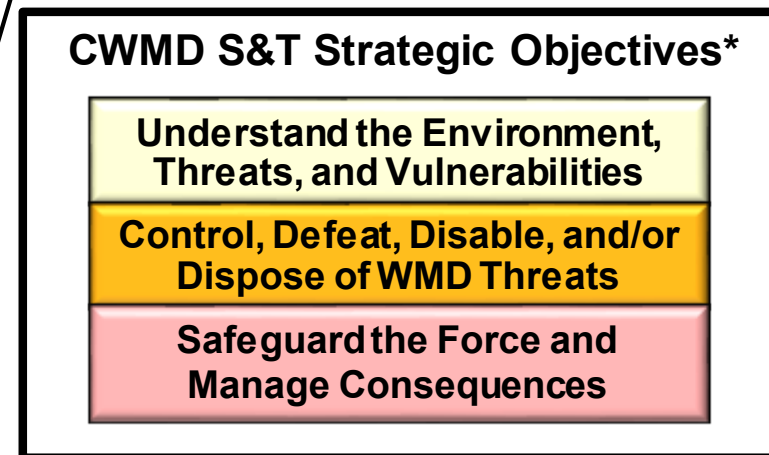 CWMD S&T Strategic Objectives*
Understand the Environment,
Threats, and Vulnerabilities
Control, Defeat, Disable, and/or
Dispose of WMD Threats
Safeguard the Force and
Manage Consequences